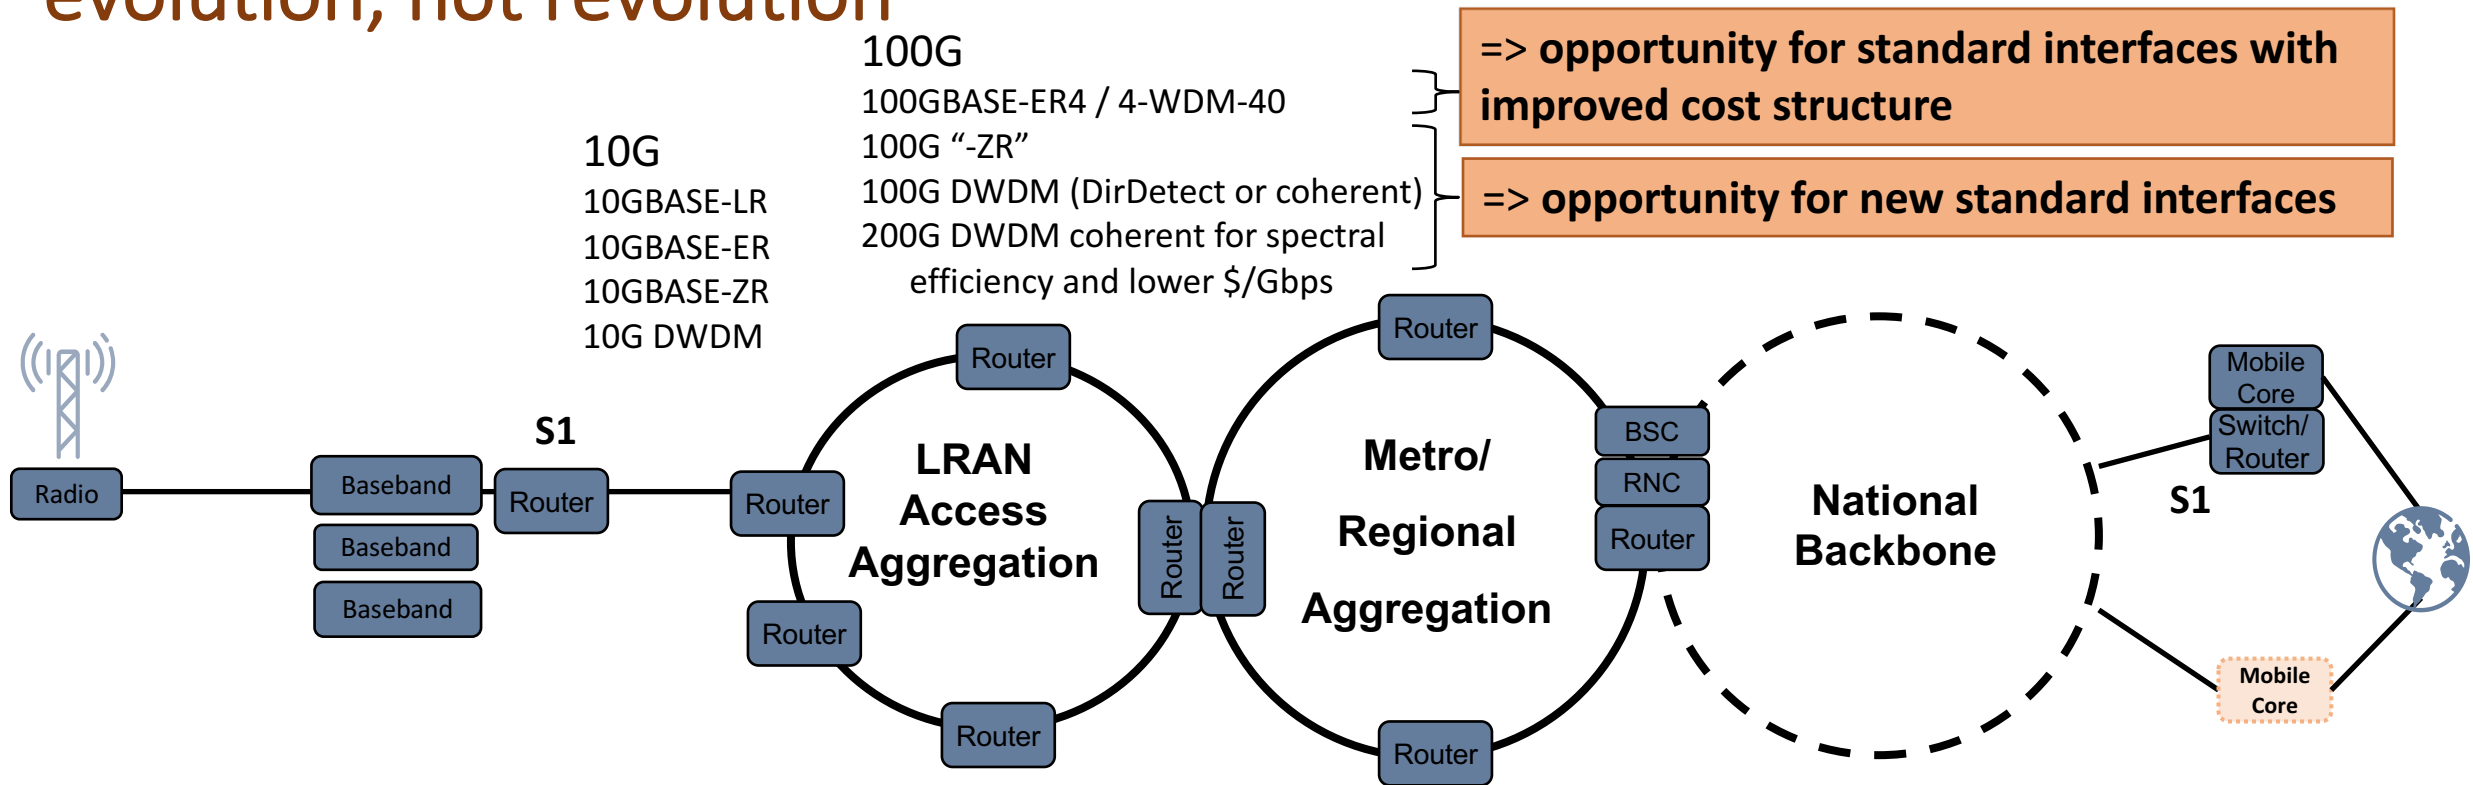 evolution, not revolution
100G
100GBASE-ER4 / 4-WDM-40
100G “-ZR”
100G DWDM (DirDetect or coherent)
200G DWDM coherent for spectral
efficiency and lower $/Gbps
=> opportunity for standard interfaces with
improved cost structure
=> opportunity for new standard interfaces
10G
10GBASE-LR
10GBASE-ER
10GBASE-ZR
10G DWDM
Radio
Baseband
Baseband
Baseband
S1
Router
Router
Router
Router
Router
LRAN
Access
Aggregation
Router
Router
Router
Metro/
Regional
Aggregation
Router
BSC
RNC
Router
National
Backbone
Mobile
Core
Switch/
Router
S1
Mobile
Core